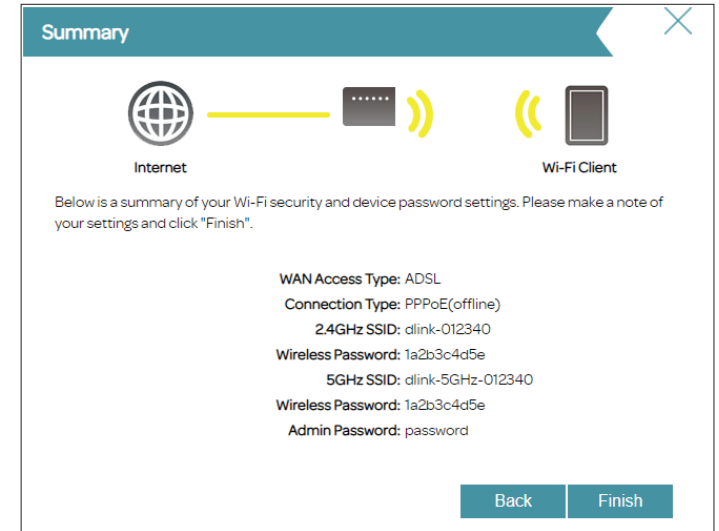 Summary
Internet
Wi-Fi Client
Below is a summary of your Wi-Fi security and device password settings. Please make a note of
your settings and click "Finish".
WAN Access Type: ADSL
Connection Type: PPPoE(offline)
2.4GHz SSID: dlink-012340
Wireless Password: 1a2b3c4d5e
5GHz SSID: dlink-5GHz-012340
Wireless Password: 1a2b3c4d5e
Admin Password: password
Back
Finish